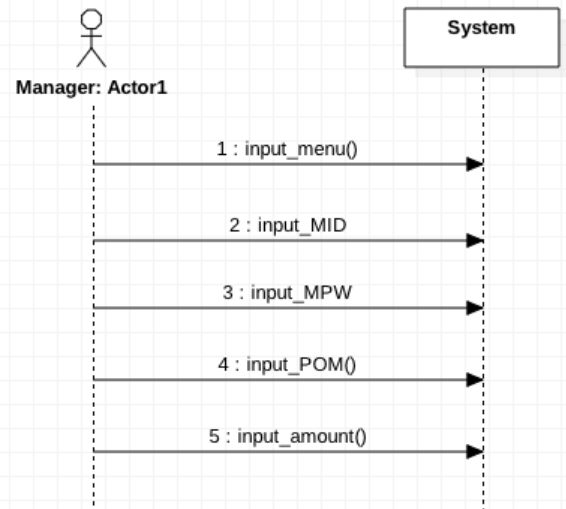 System
Manager: Actor1
1 : input_menu()
2 : input_MID
3 : input_MPW
4 : input_POM()
5 : input_amount()